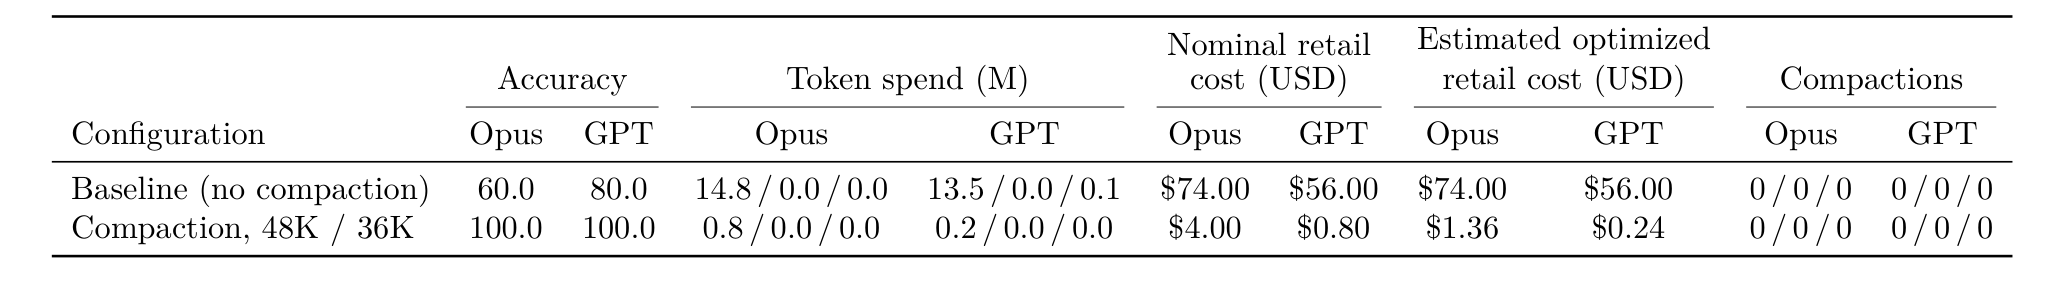 Accuracy Token spend (M) Nominal retail cost (USD) Estimated optimized retail cost (USD) Compactions
Configuration Opus GPT Opus GPT Opus GPT Opus GPT Opus GPT
Baseline (no compaction) 60.0 80.0 14.8 / 0.0 / 0.0 13.5 / 0.0 / 0.1 $74.00 $56.00 $74.00 $56.00 0 / 0 / 0 0 / 0 / 0
Compaction, 48K / 36K 100.0 100.0 0.8 / 0.0 / 0.0 0.2 / 0.0 / 0.0 $4.00 $0.80 $1.36 $0.24 0 / 0 / 0 0 / 0 / 0